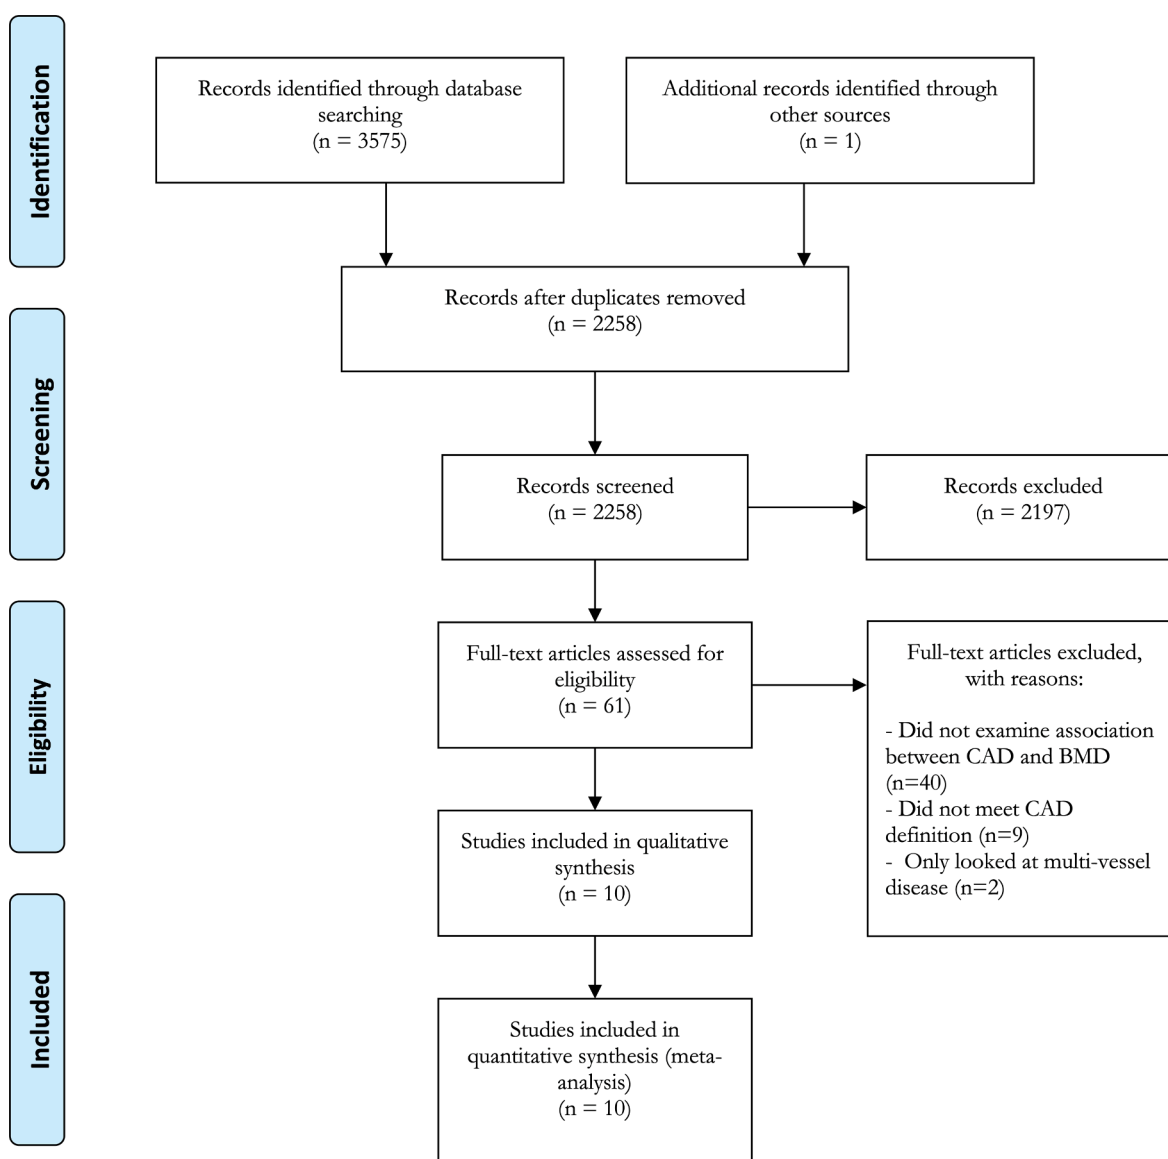 Identification
Records identified through database
searching
(n = 3575)
Additional records identified through
other sources
(n = 1)
Records after duplicates removed
(n = 2258)
Screening
Records screened
(n = 2258)
Records excluded
(n = 2197)
Eligibility
Full-text articles assessed for
eligibility
(n = 61)
Full-text articles excluded,
with reasons:
- Did not examine association
between CAD and BMD
(n=40)
- Did not meet CAD
definition (n=9)
- Only looked at multi-vessel
disease (n=2)
Studies included in qualitative
synthesis
(n = 10)
Included
Studies included in
quantitative synthesis (meta-
analysis)
(n = 10)